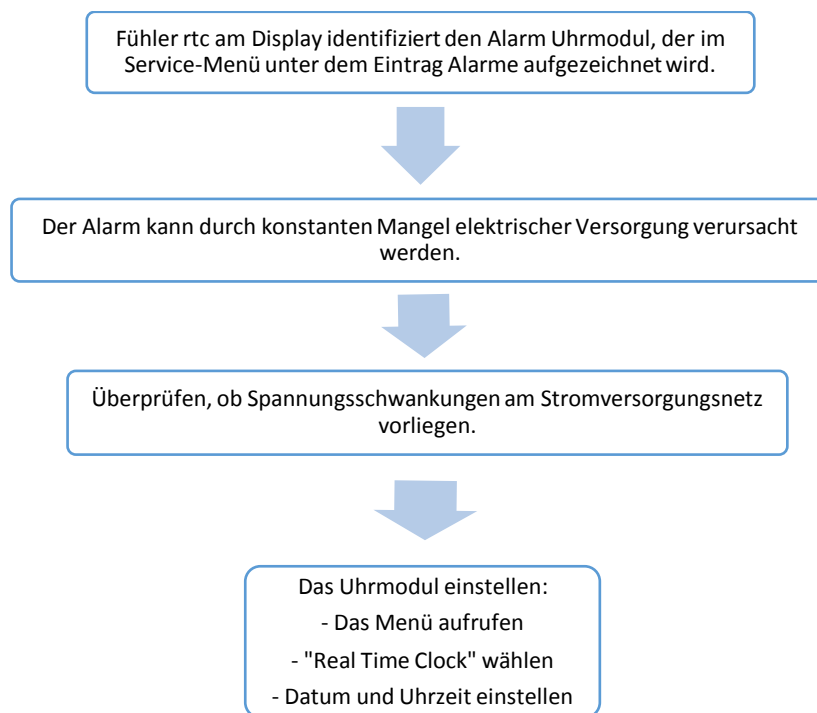 Fühler rtc am Display identifiziert den Alarm Uhrmodul, der im
Service-Menü unter dem Eintrag Alarme aufgezeichnet wird.
Der Alarm kann durch konstanten Mangel elektrischer Versorgung verursacht
werden.
Überprüfen, ob Spannungsschwankungen am Stromversorgungsnetz
vorliegen.
Das Uhrmodul einstellen:
- Das Menü aufrufen
- "Real Time Clock" wählen
- Datum und Uhrzeit einstellen